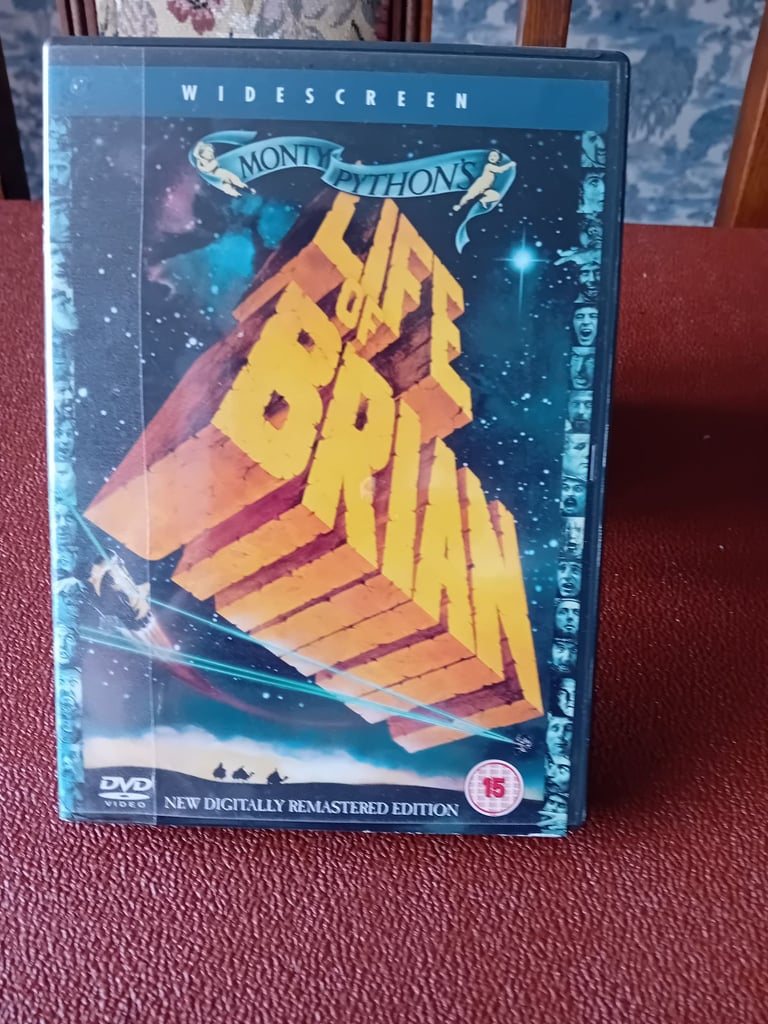 WIDESCREEN
MONTY PYTHON'S
LIFE
OF
BRIAN
DVD
VIDEO
NEW DIGITALLY REMASTERED EDITION
15